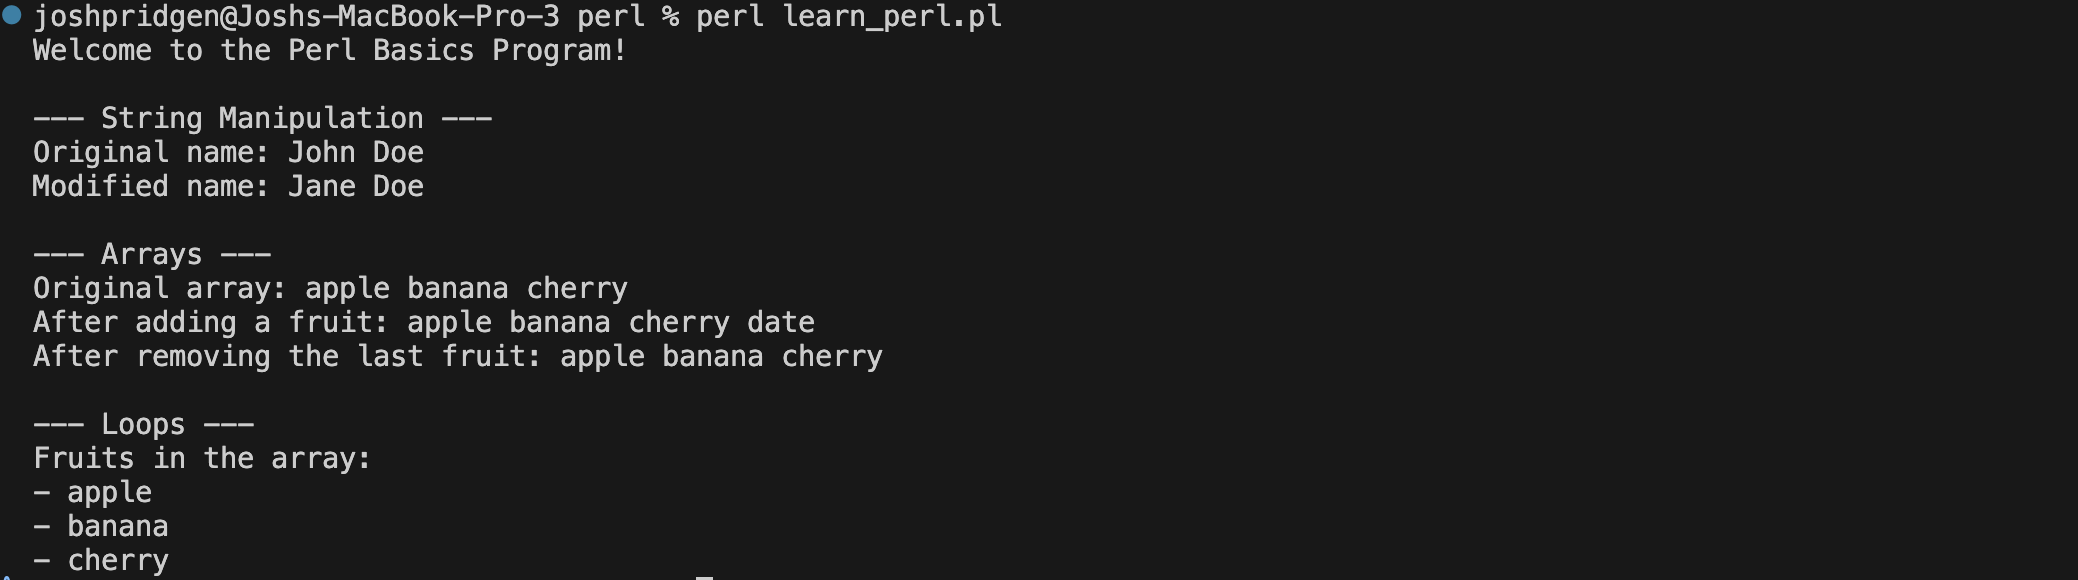 joshpridgen@Joshs-MacBook-Pro-3 perl % perl learn_perl.pl
Welcome to the Perl Basics Program!
--- String Manipulation ---
Original name: John Doe
Modified name: Jane Doe
--- Arrays ---
Original array: apple banana cherry
After adding a fruit: apple banana cherry date
After removing the last fruit: apple banana cherry
--- Loops ---
Fruits in the array:
- apple
- banana
- cherry